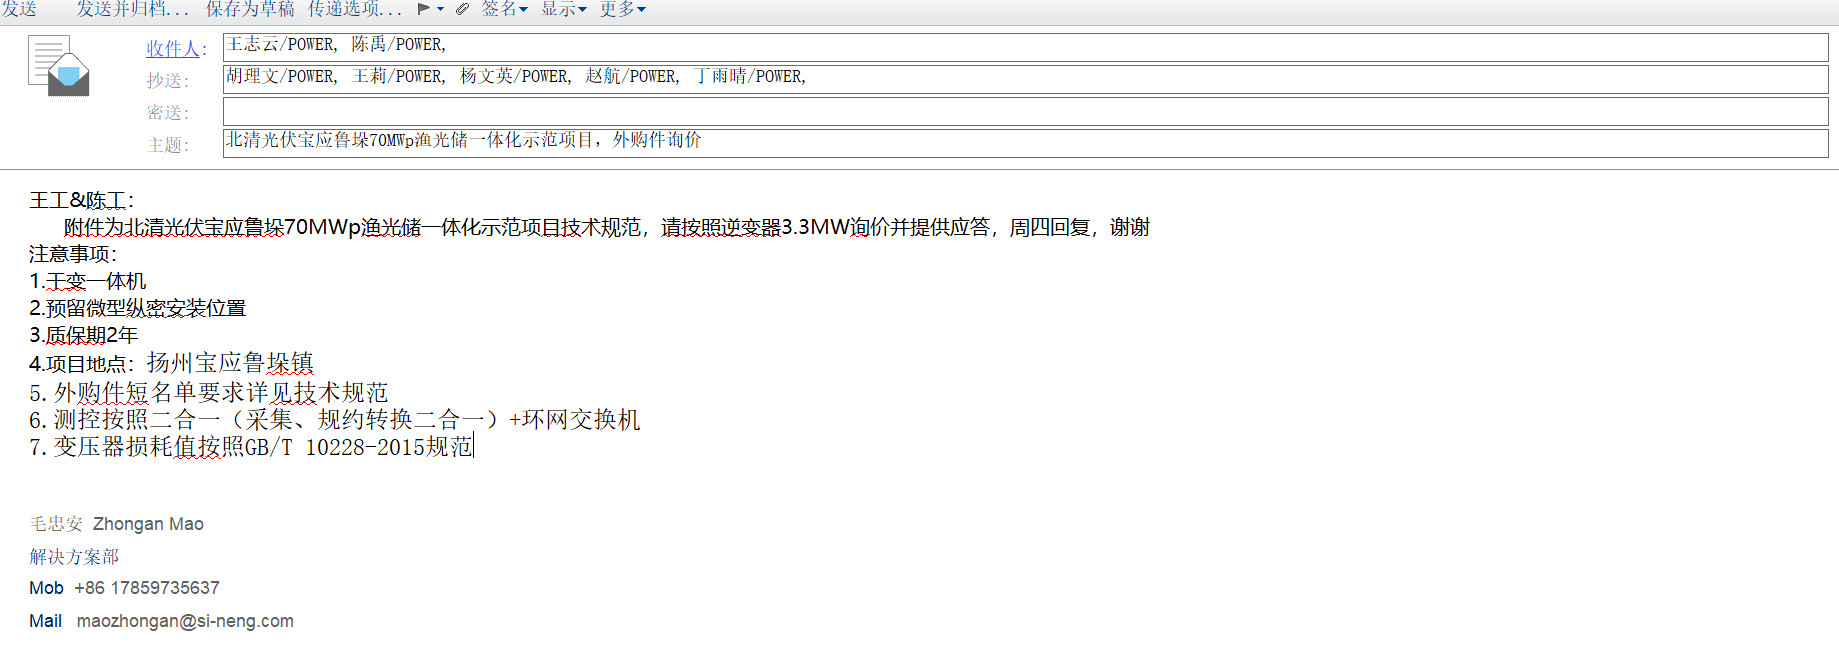 发送 发送并归档... 保存为草稿 传递选项... 签名 显示 更多
收件人: 王志云/POWER, 陈禹/POWER,
抄送: 胡理文/POWER, 王莉/POWER, 杨文英/POWER, 赵航/POWER, 丁雨晴/POWER,
密送:
主题: 北清光伏宝应鲁垛70MWp渔光储一体化示范项目，外购件询价
王工&陈工：
附件为北清光伏宝应鲁垛70MWp渔光储一体化示范项目技术规范，请按照逆变器3.3MW询价并提供应答，周四回复，谢谢
注意事项：
1.干变一体机
2.预留微型纵密安装位置
3.质保期2年
4.项目地点：扬州宝应鲁垛镇
5.外购件短名单要求详见技术规范
6.测控按照二合一（采集、规约转换二合一）+环网交换机
7.变压器损耗值按照GB/T 10228-2015规范
毛忠安 Zhongan Mao
解决方案部
Mob +86 17859735637
Mail maozhongan@si-neng.com